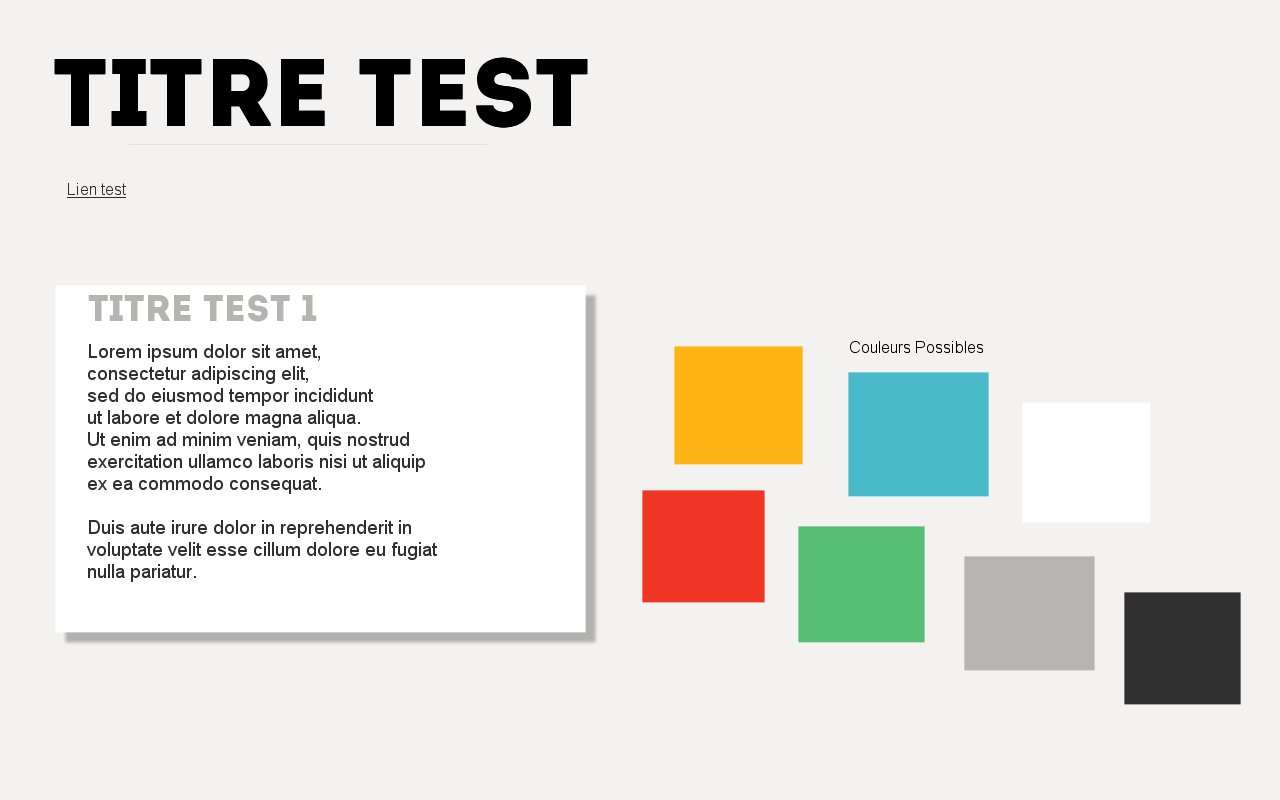 TITRE TEST
Lien test
TITRE TEST 1
Lorem ipsum dolor sit amet,
consectetur adipiscing elit,
sed do eiusmod tempor incididunt
ut labore et dolore magna aliqua.
Ut enim ad minim veniam, quis nostrud
exercitation ullamco laboris nisi ut aliquip
ex ea commodo consequat.
Duis aute irure dolor in reprehenderit in
voluptate velit esse cillum dolore eu fugiat
nulla pariatur.
Couleurs Possibles